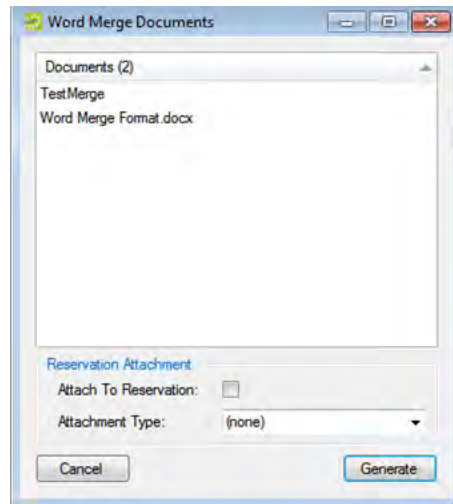 Word Merge Documents
Documents (2)
TestMerge
Word Merge Format.docx
Reservation Attachment
Attach To Reservation:
Attachment Type: (none)
Cancel Generate